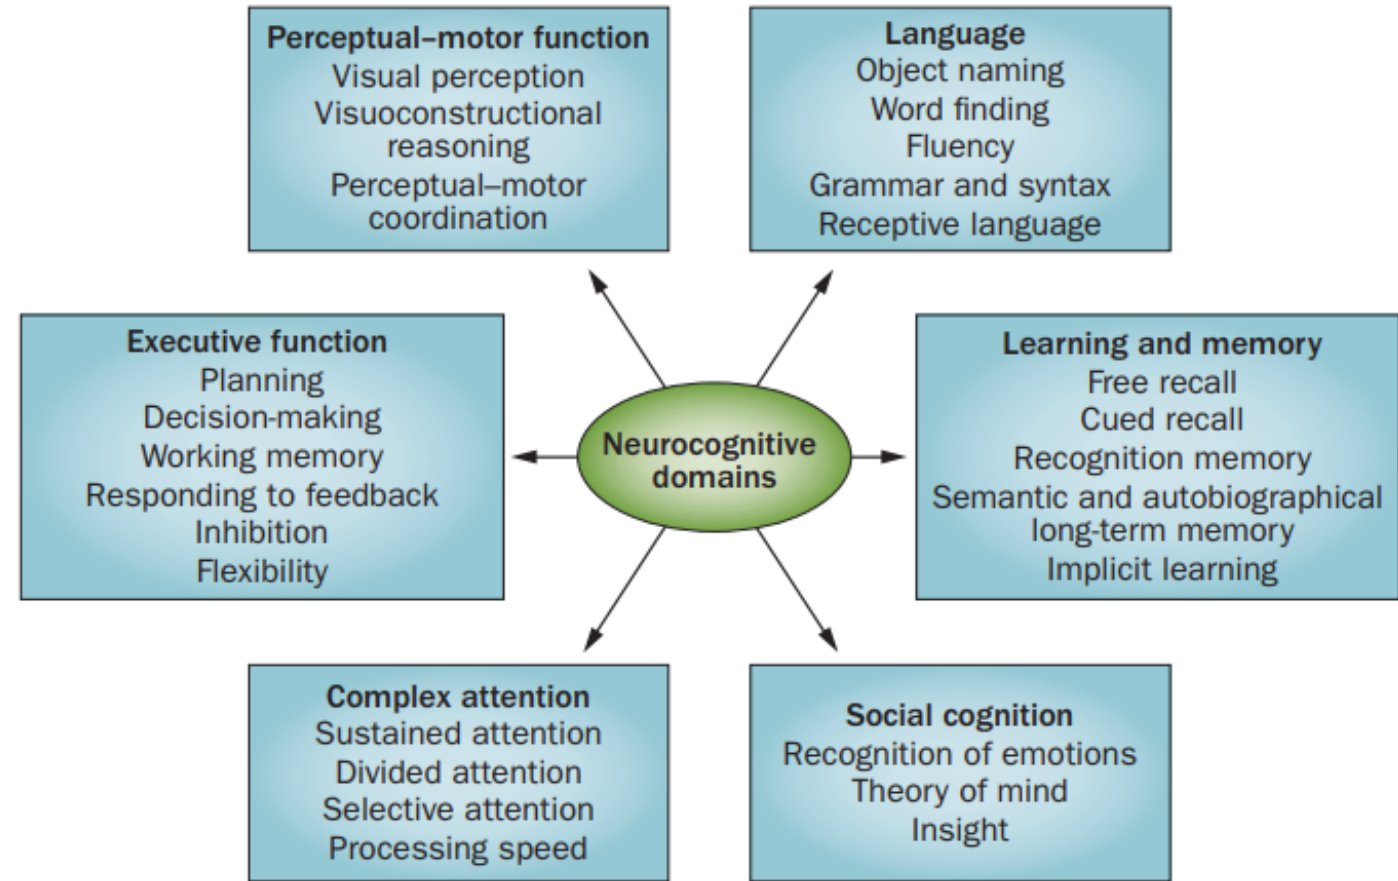 Perceptual–motor function
Visual perception
Visuoconstructional
reasoning
Perceptual–motor
coordination
Language
Object naming
Word finding
Fluency
Grammar and syntax
Receptive language
Executive function
Planning
Decision-making
Working memory
Responding to feedback
Inhibition
Flexibility
Neurocognitive
domains
Learning and memory
Free recall
Cued recall
Recognition memory
Semantic and autobiographical
long-term memory
Implicit learning
Complex attention
Sustained attention
Divided attention
Selective attention
Processing speed
Social cognition
Recognition of emotions
Theory of mind
Insight